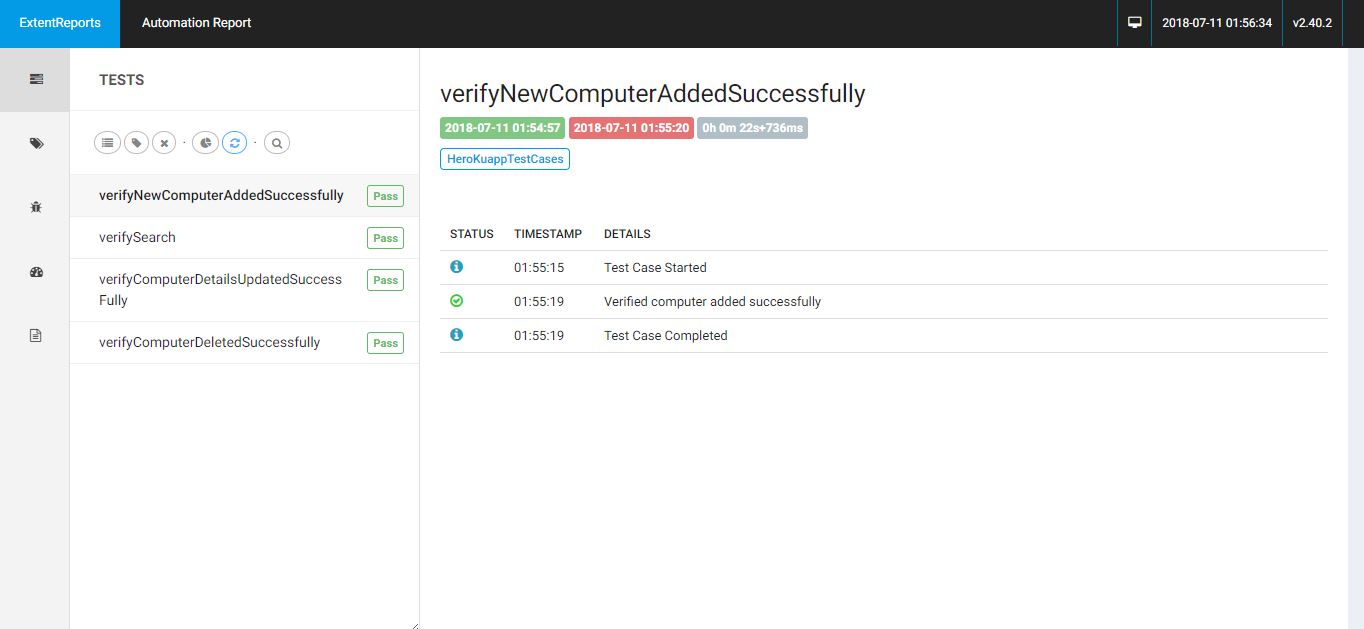 ExtentReports
Automation Report
2018-07-11 01:56:34
v2.40.2
TESTS
verifyNewComputerAddedSuccessfully
Pass
verifySearch
Pass
verifyComputerDetailsUpdatedSuccess
Fully
Pass
verifyComputerDeletedSuccessfully
Pass
verifyNewComputerAddedSuccessfully
2018-07-11 01:54:57 2018-07-11 01:55:20 0h 0m 22s+736ms
HeroKuappTestCases
STATUS TIMESTAMP DETAILS
01:55:15 Test Case Started
01:55:19 Verified computer added successfully
01:55:19 Test Case Completed